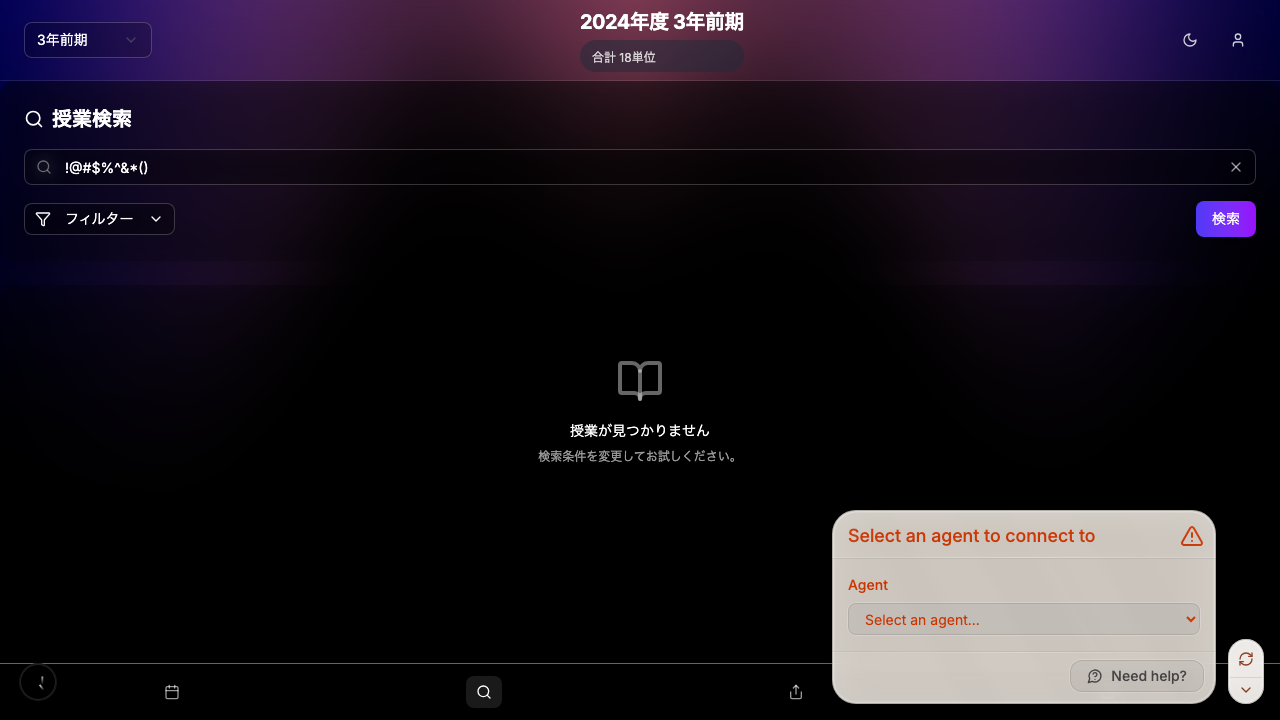 3年前期
2024年度 3年前期
合計 18単位
授業検索
!@#$%^&*()
フィルター
検索
授業が見つかりません
検索条件を変更してお試しください。
Select an agent to connect to
Agent
Select an agent...
Need help?